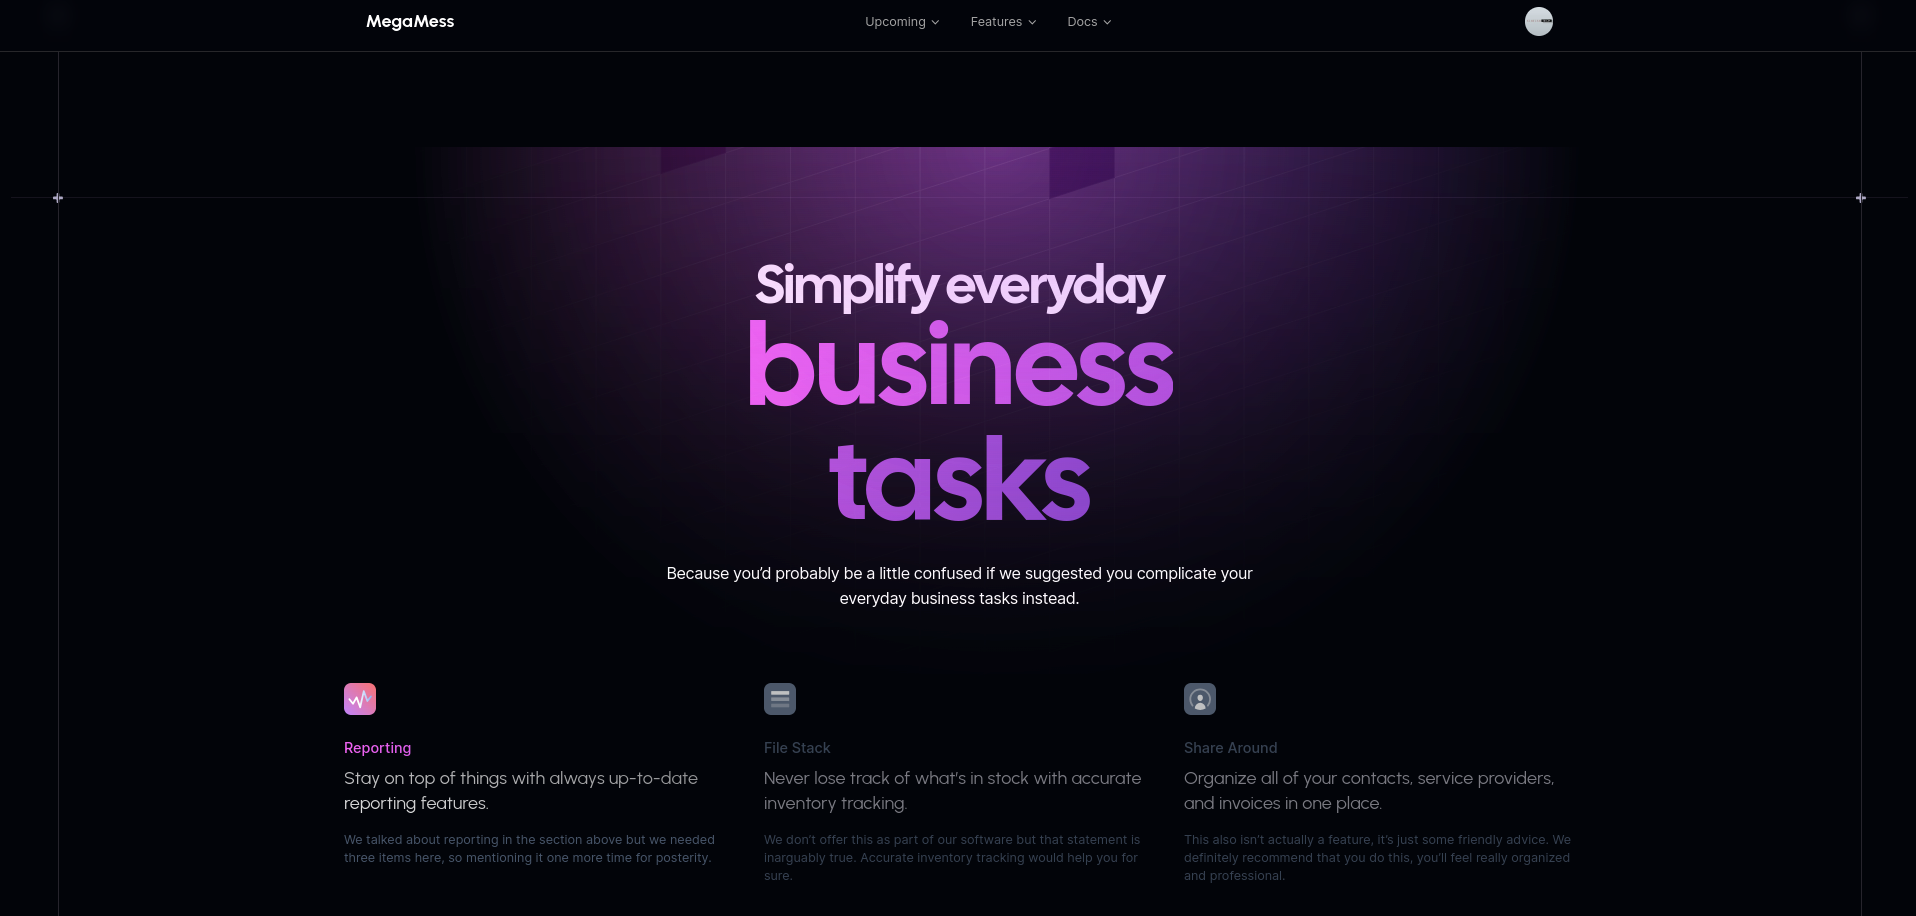 MegaMess
Upcoming
Features
Docs
Simplify everyday
business
tasks
Because you’d probably be a little confused if we suggested you complicate your
everyday business tasks instead.
Reporting
Stay on top of things with always up-to-date
reporting features.
We talked about reporting in the section above but we needed
three items here, so mentioning it one more time for posterity.
File Stack
Never lose track of what’s in stock with accurate
inventory tracking.
We don’t offer this as part of our software but that statement is
inarguably true. Accurate inventory tracking would help you for
sure.
Share Around
Organize all of your contacts, service providers,
and invoices in one place.
This also isn’t actually a feature, it’s just some friendly advice. We
definitely recommend that you do this, you’ll feel really organized
and professional.